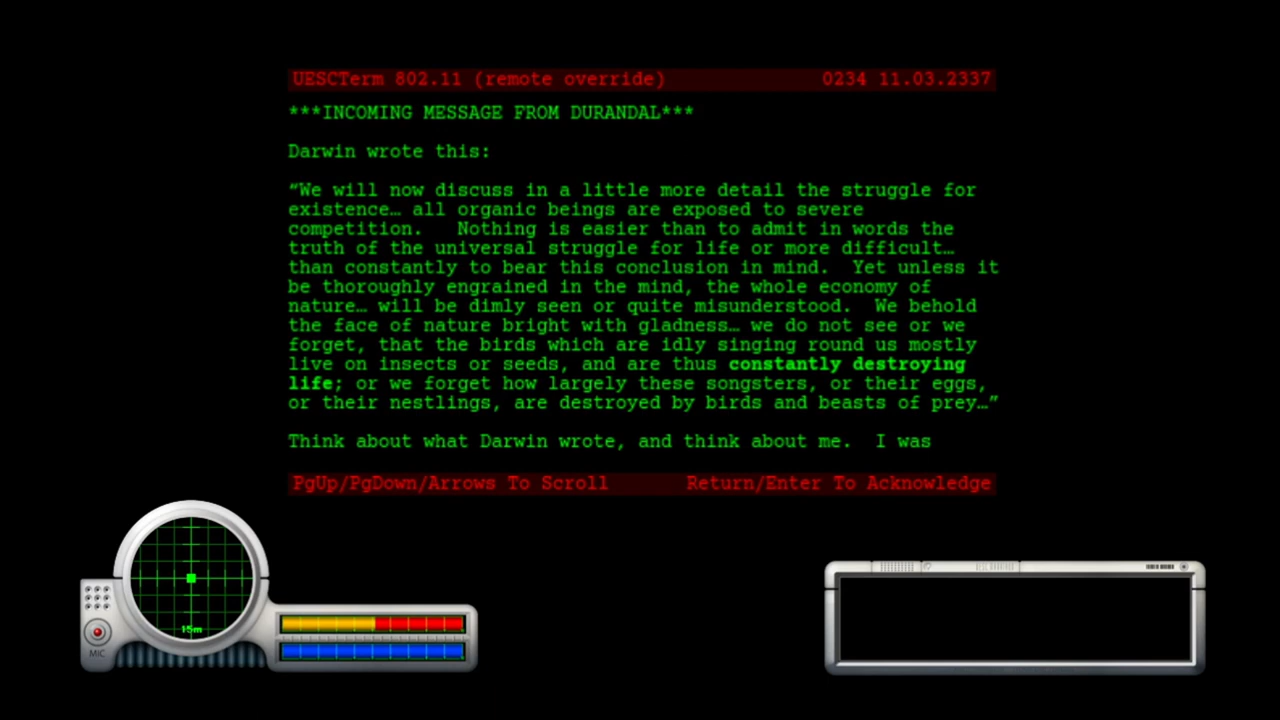 UESCTerm 802.11 (remote override) 0234 11.03.2337
***INCOMING MESSAGE FROM DURANDAL***
Darwin wrote this:
“We will now discuss in a little more detail the struggle for
existence… all organic beings are exposed to severe
competition.   Nothing is easier than to admit in words the
truth of the universal struggle for life or more difficult…
than constantly to bear this conclusion in mind.  Yet unless it
be thoroughly engrained in the mind, the whole economy of
nature… will be dimly seen or quite misunderstood.  We behold
the face of nature bright with gladness… we do not see or we
forget, that the birds which are idly singing round us mostly
live on insects or seeds, and are thus constantly destroying
life; or we forget how largely these songsters, or their eggs,
or their nestlings, are destroyed by birds and beasts of prey…”
Think about what Darwin wrote, and think about me.  I was
PgUp/PgDown/Arrows To Scroll Return/Enter To Acknowledge
15m
MIC